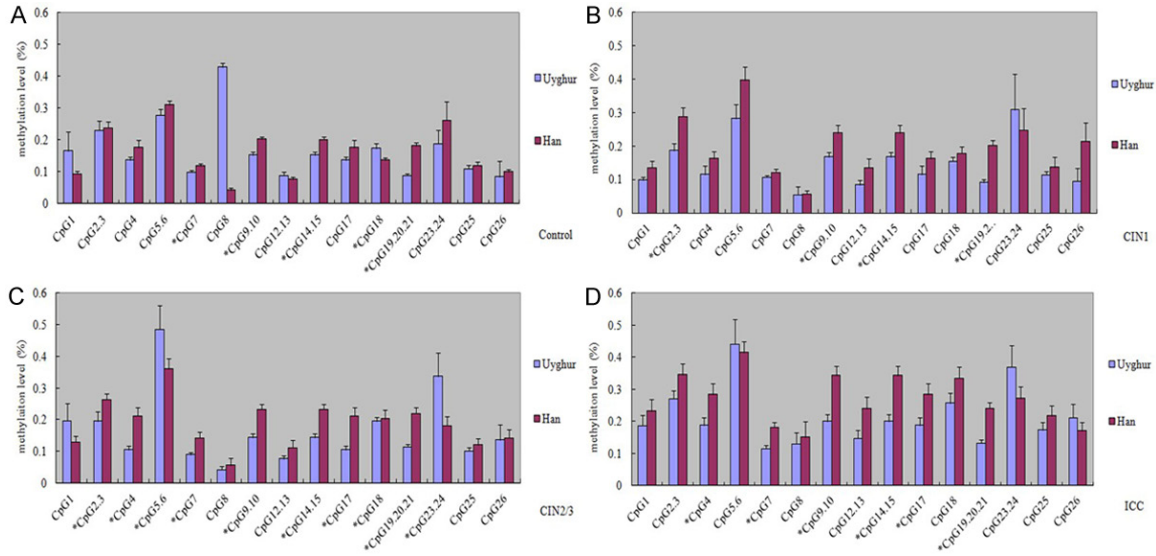 A
methylation level (%)
0.6
0.5
0.4
0.3
0.2
0.1
0
CpG1
CpG2.3
CpG4
CpG5.6
*CpG7
CpG8
*CpG9.10
CpG12.13
*CpG14.15
CpG17
*CpG18
*CpG19.20.21
CpG23.24
CpG25
CpG26
Uyghur
Han
Control
B
methylation level (%)
0.6
0.5
0.4
0.3
0.2
0.1
0
CpG1
*CpG2.3
CpG4
CpG5.6
CpG7
CpG8
*CpG9.10
CpG12.13
*CpG14.15
CpG17
CpG18
*CpG19.2..
CpG23.24
CpG25
CpG26
Uyghur
Han
CIN1
C
methylation level (%)
0.6
0.5
0.4
0.3
0.2
0.1
0
CpG1
*CpG2.3
*CpG4
*CpG5.6
*CpG7
CpG8
*CpG9.10
CpG12.13
*CpG14.15
*CpG17
*CpG18
*CpG19.20.21
*CpG23.24
CpG25
CpG26
Uyghur
Han
CIN2/3
D
methylation level (%)
0.6
0.5
0.4
0.3
0.2
0.1
0
CpG1
CpG2.3
*CpG4
CpG5.6
*CpG7
CpG8
*CpG9.10
CpG12.13
*CpG14.15
*CpG17
CpG18
*CpG19.20.21
CpG23.24
CpG25
CpG26
Uyghur
Han
ICC